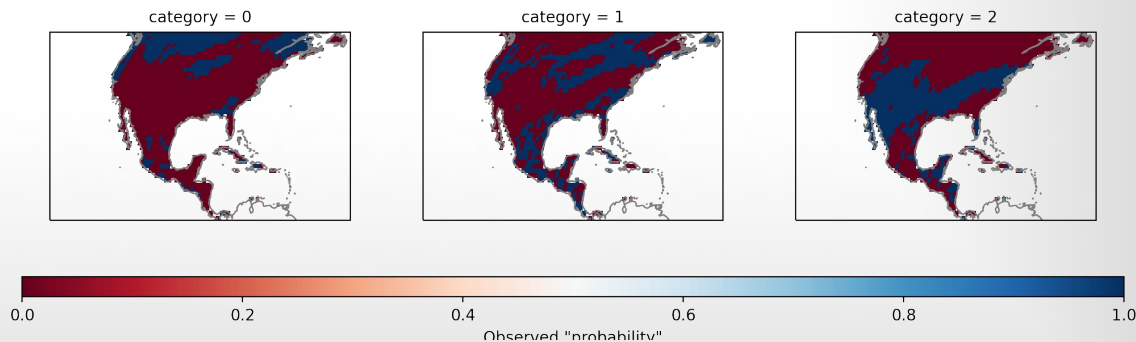 category = 0
category = 1
category = 2
0.0
0.2
0.4
0.6
0.8
1.0
Observed "probability"